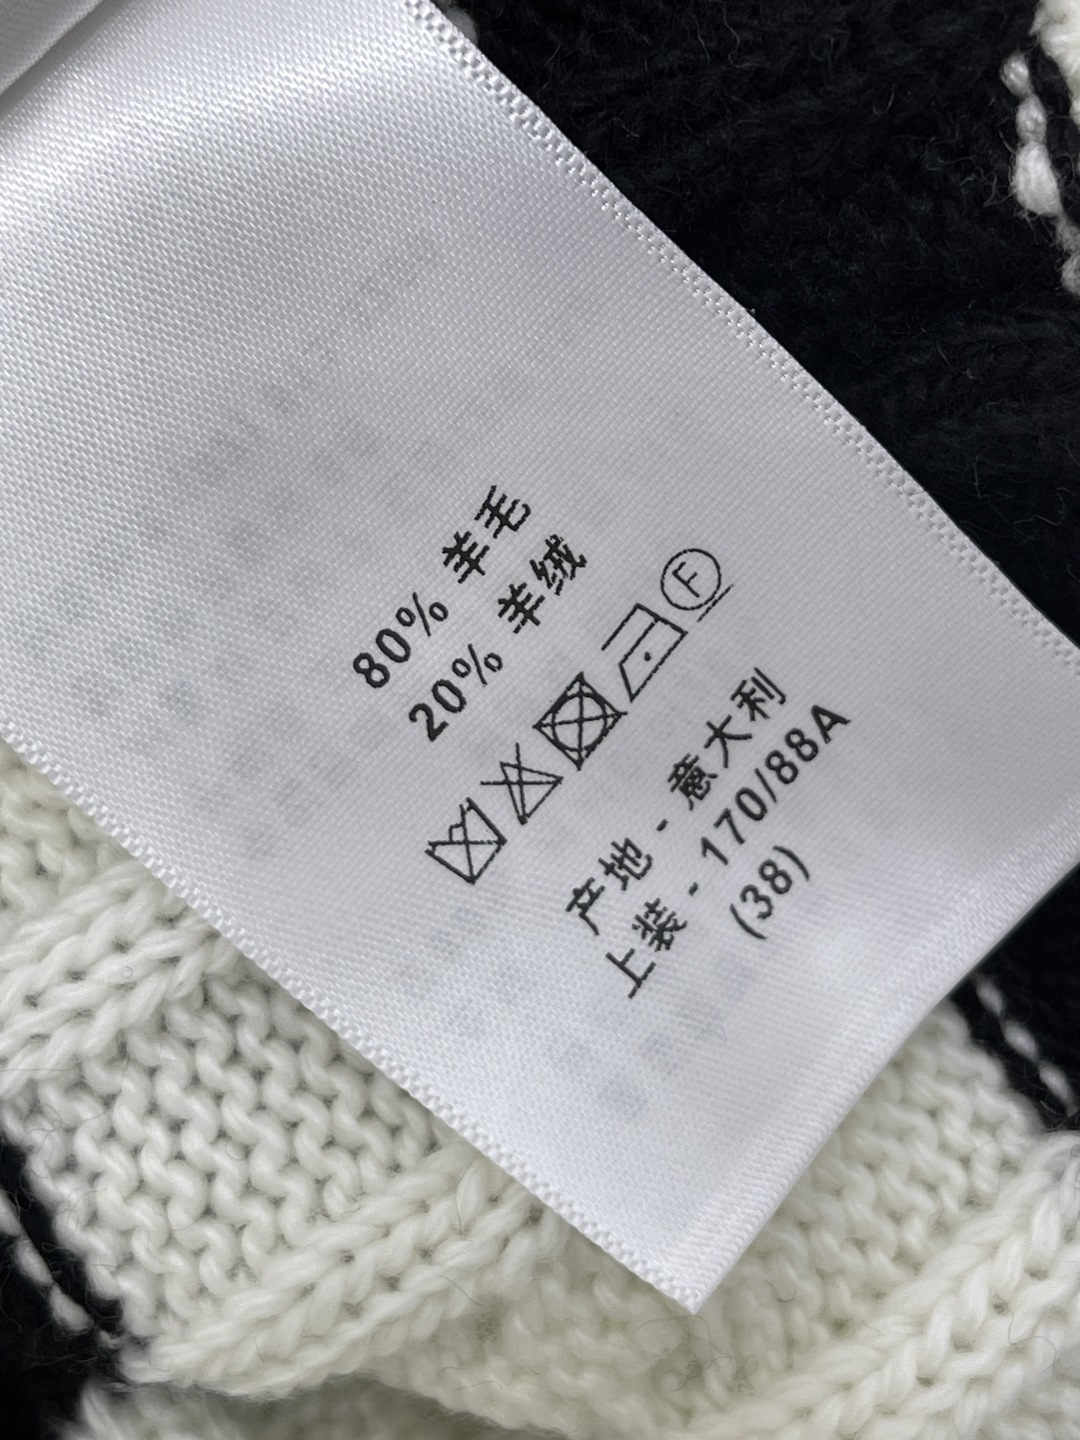 80% 羊毛
20% 羊绒
F
产地 - 意大利
上装 - 170/88A
(38)